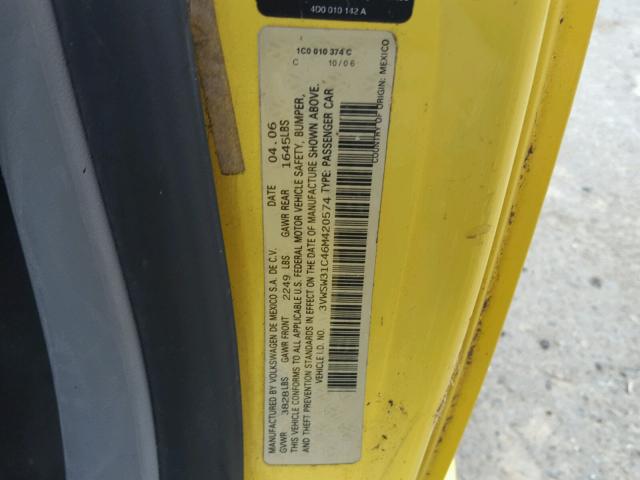 4D0 010 142 A
1C0 010 374 C
C 10/06
MANUFACTURED BY VOLKSWAGEN DE MEXICO S.A. DE C.V. DATE 04.06
GVWR 3828LBS GAWR FRONT 2249 LBS GAWR REAR 1645LBS
THIS VEHICLE CONFORMS TO ALL APPLICABLE U.S. FEDERAL MOTOR VEHICLE SAFETY, BUMPER,
AND THEFT PREVENTION STANDARDS IN EFFECT ON THE DATE OF MANUFACTURE SHOWN ABOVE.
VEHICLE I.D. NO. 3VWSW31C46M420574 TYPE: PASSENGER CAR
COUNTRY OF ORIGIN: MEXICO